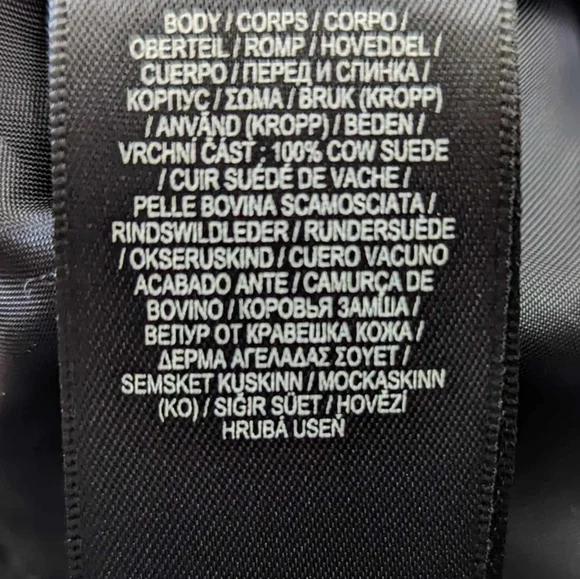 BODY / CORPS / CORPO /
OBERTEIL / ROMP / HOVEDDEL /
CUERPO / ПЕРЕД И СПИНКА /
КОРПУС / ΣΩΜΑ / BRUK (KROPP)
/ ANVÄND (KROPP) / BEDEN /
VRCHNÍ ČÁST : 100% COW SUEDE
/ CUIR SUÉDÉ DE VACHE /
PELLE BOVINA SCAMOSCIATA /
RINDSWILDLEDER / RUNDERSUÈDE
/ OKSERUSKIND / CUERO VACUNO
ACABADO ANTE / CAMURÇA DE
BOVINO / КОРОВЬЯ ЗАМША /
ВЕЛУР ОТ КРАВЕШКА КОЖА /
ΔΕΡΜΑ ΑΓΕΛΑΔΑΣ ΣΟΥΕΤ /
SEMSKET KUSKINN / MOCKASKINN
(KO) / SIĞIR SÜET / HOVĚZÍ
HRUBÁ USEŇ